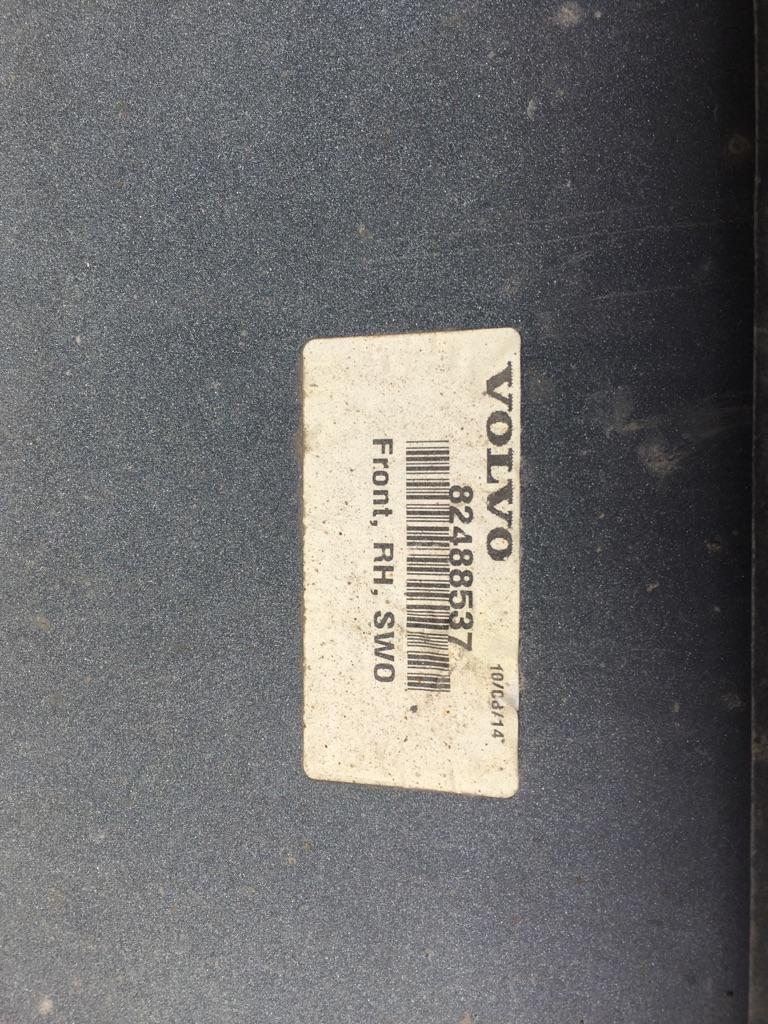 VOLVO
82488537
Front, RH, SWO